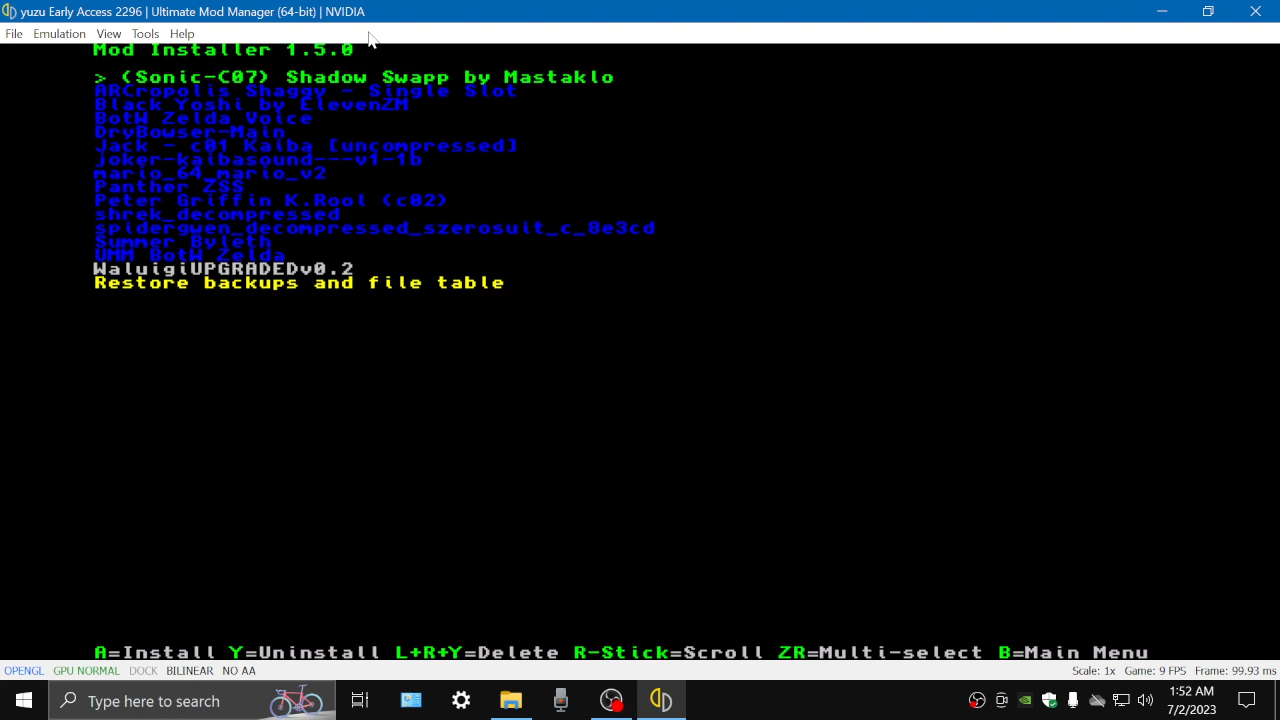 yuzu Early Access 2296 | Ultimate Mod Manager (64-bit) | NVIDIA
File Emulation View Tools Help
Mod Installer 1.5.0
> (Sonic-C07) Shadow Swapp by Mastaklo
ARCropolis Shaggy - Single Slot
Black Yoshi by ElevenZM
BotW Zelda Voice
DryBowser-Main
Jack - c01 Kaiba [uncompressed]
joker-kaibasound---v1-1b
mario_64_mario_v2
Panther ZSS
Peter Griffin K.Rool (c02)
shrek_decompressed
spidergwen_decompressed_szerosuit_c_8e3cd
Summer Byleth
UMM BotW Zelda
WaluigiUPGRADEDv0.2
Restore backups and file table
A=Install Y=Uninstall L+R+Y=Delete R-Stick=Scroll ZR=Multi-select B=Main Menu
OPENGL GPU NORMAL DOCK BILINEAR NO AA Scale: 1x Game: 9 FPS Frame: 99.93 ms
Type here to search 1:52 AM
7/2/2023